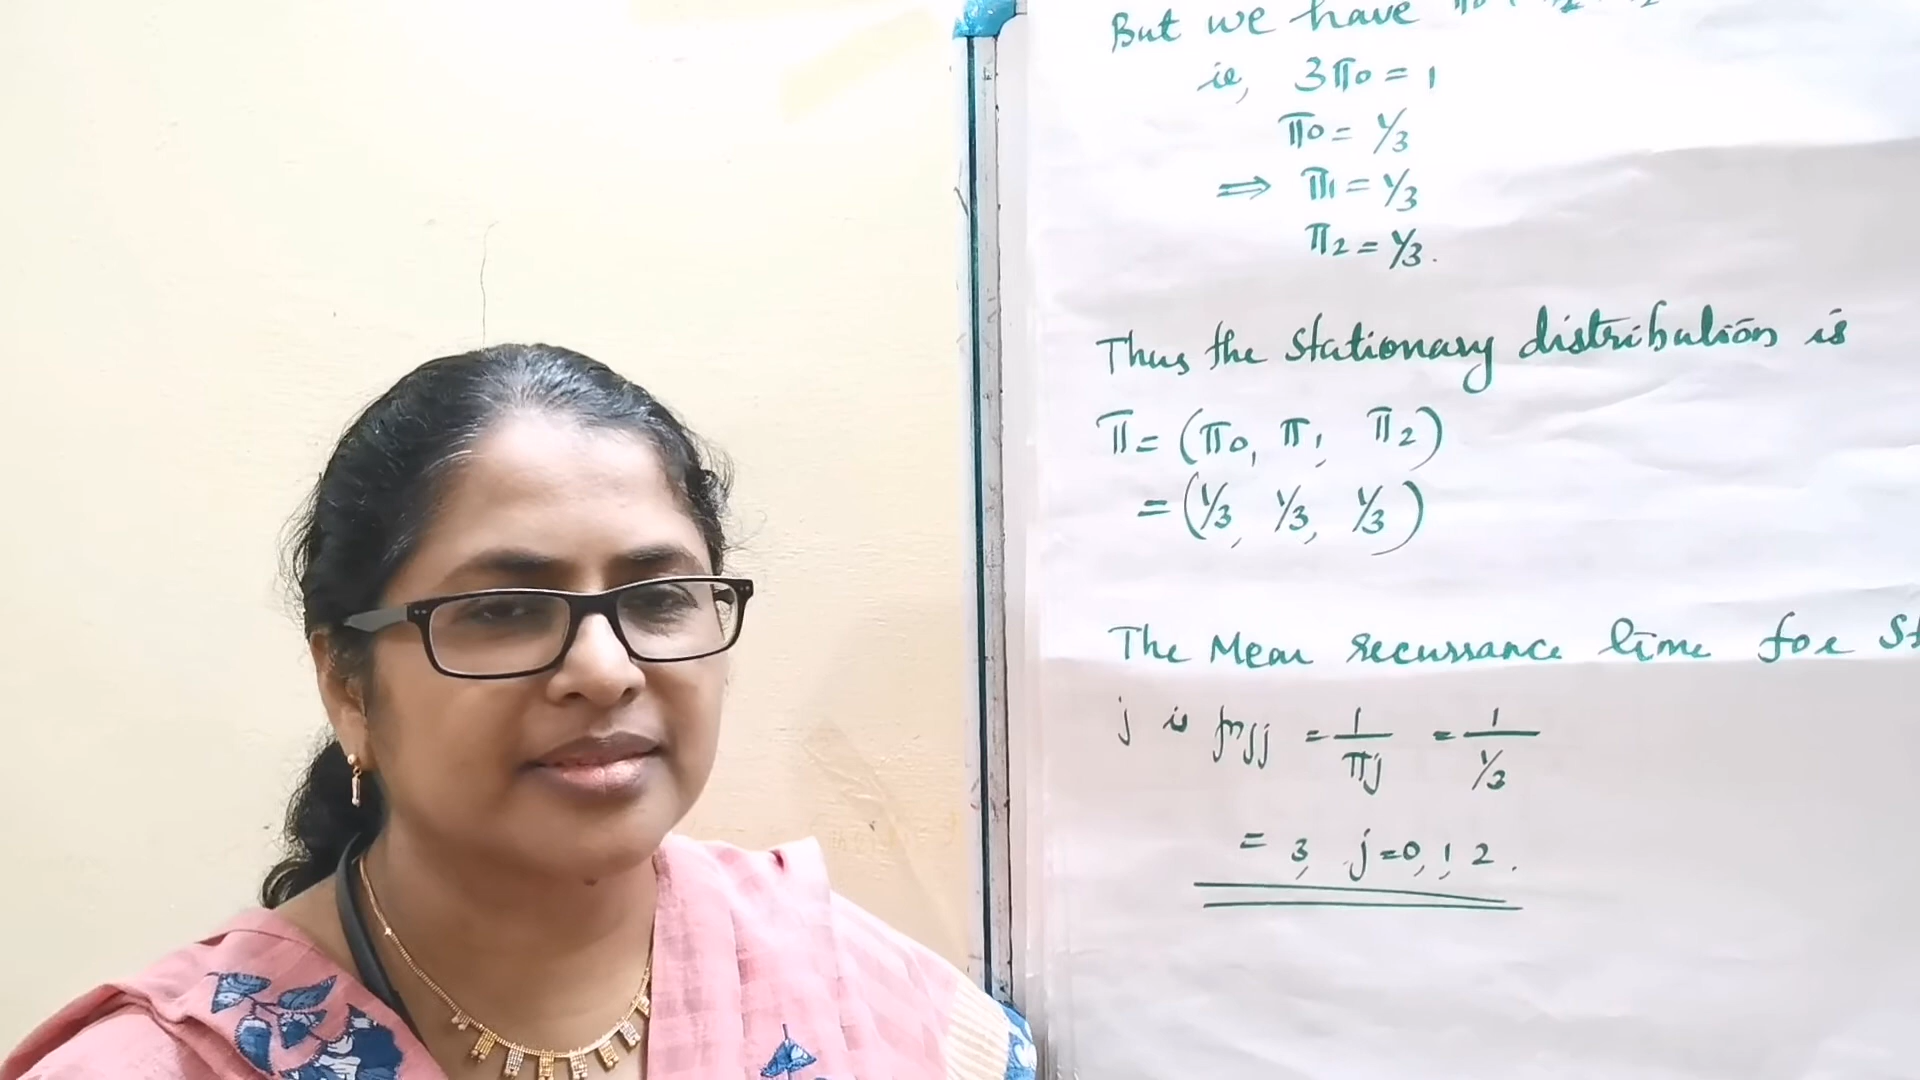 But we have
ie, 3π0 = 1
π0 = 1/3
⇒ π1 = 1/3
π2 = 1/3.
Thus the stationary distribution is
π = (π0, π1, π2)
= (1/3, 1/3, 1/3)
The Mean recurrance time for St
j is μjj = 1/πj = 1/1/3
= 3, j=0,1,2.